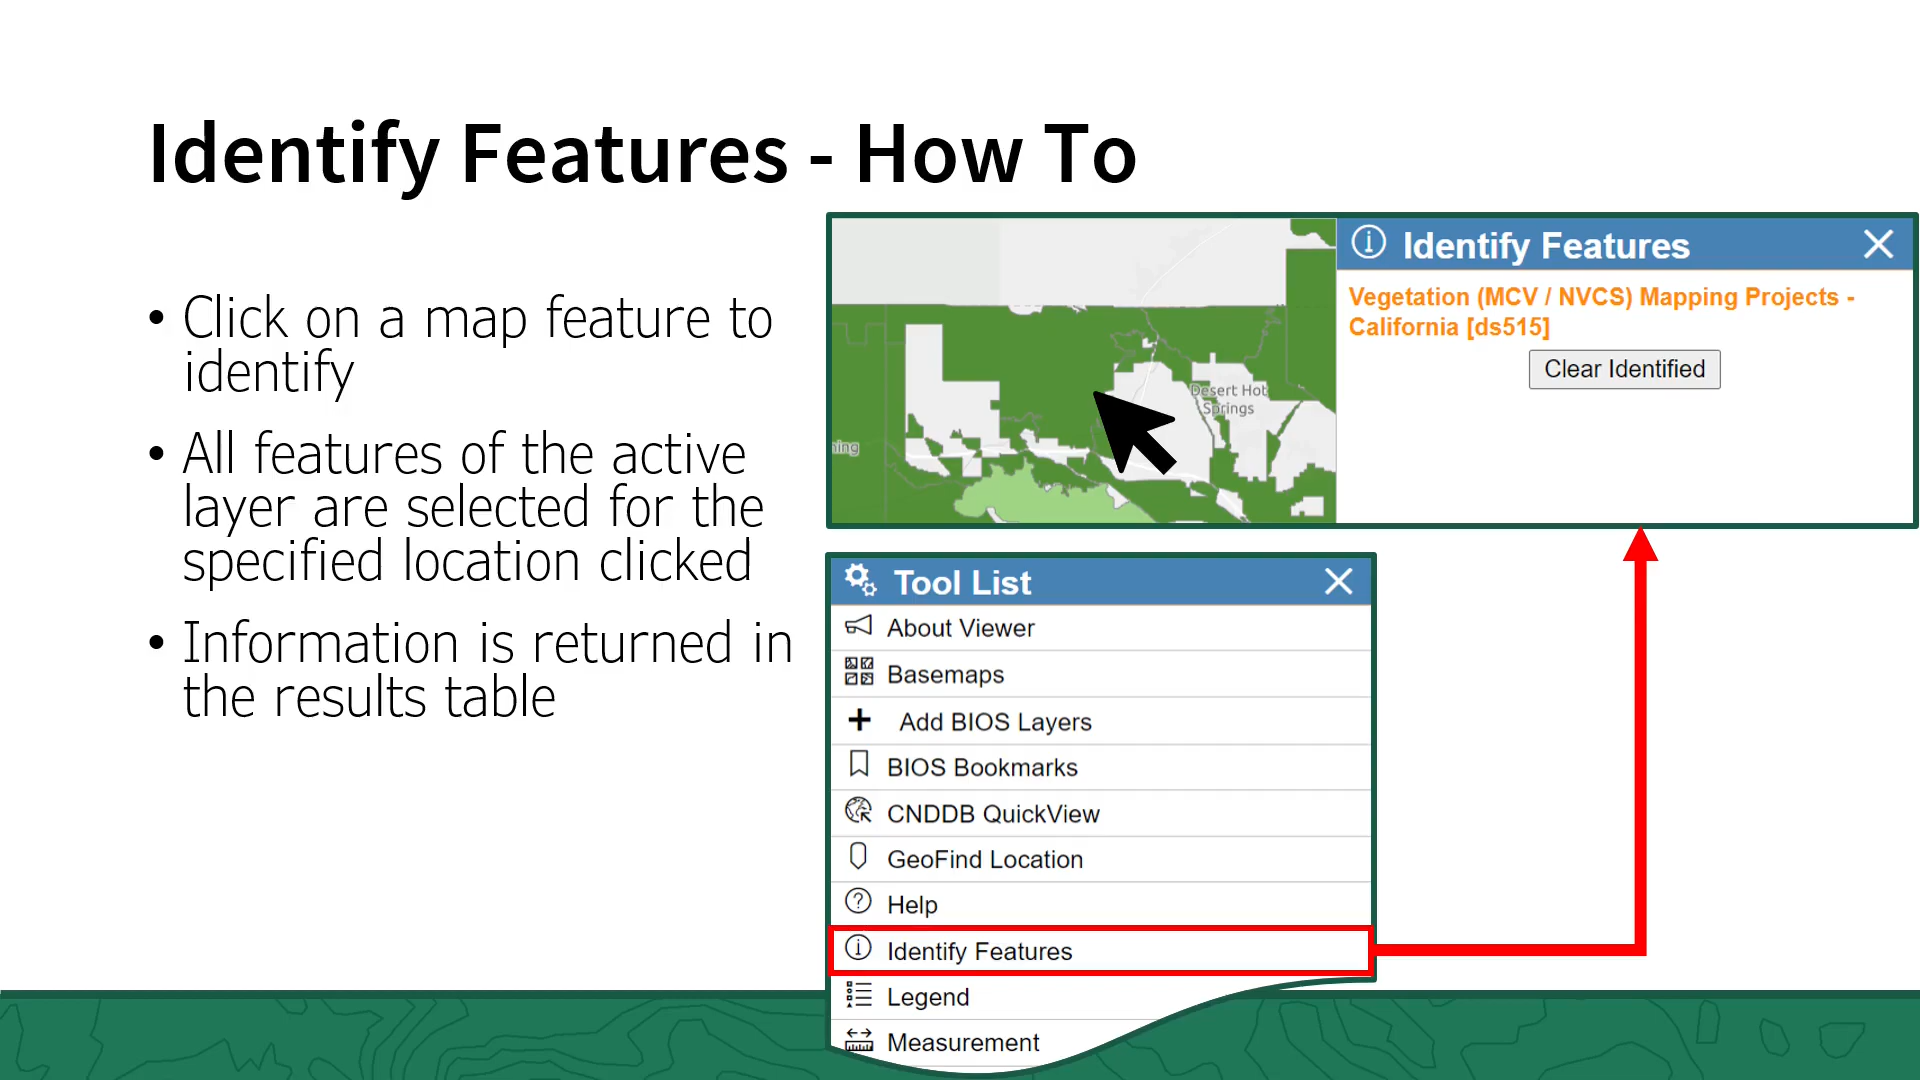 Identify Features - How To
• Click on a map feature to
identify
• All features of the active
layer are selected for the
specified location clicked
• Information is returned in
the results table
Desert Hot
Springs
Identify Features
Vegetation (MCV / NVCS) Mapping Projects -
California [ds515]
Clear Identified
Tool List
About Viewer
Basemaps
Add BIOS Layers
BIOS Bookmarks
CNDDB QuickView
GeoFind Location
Help
Identify Features
Legend
Measurement